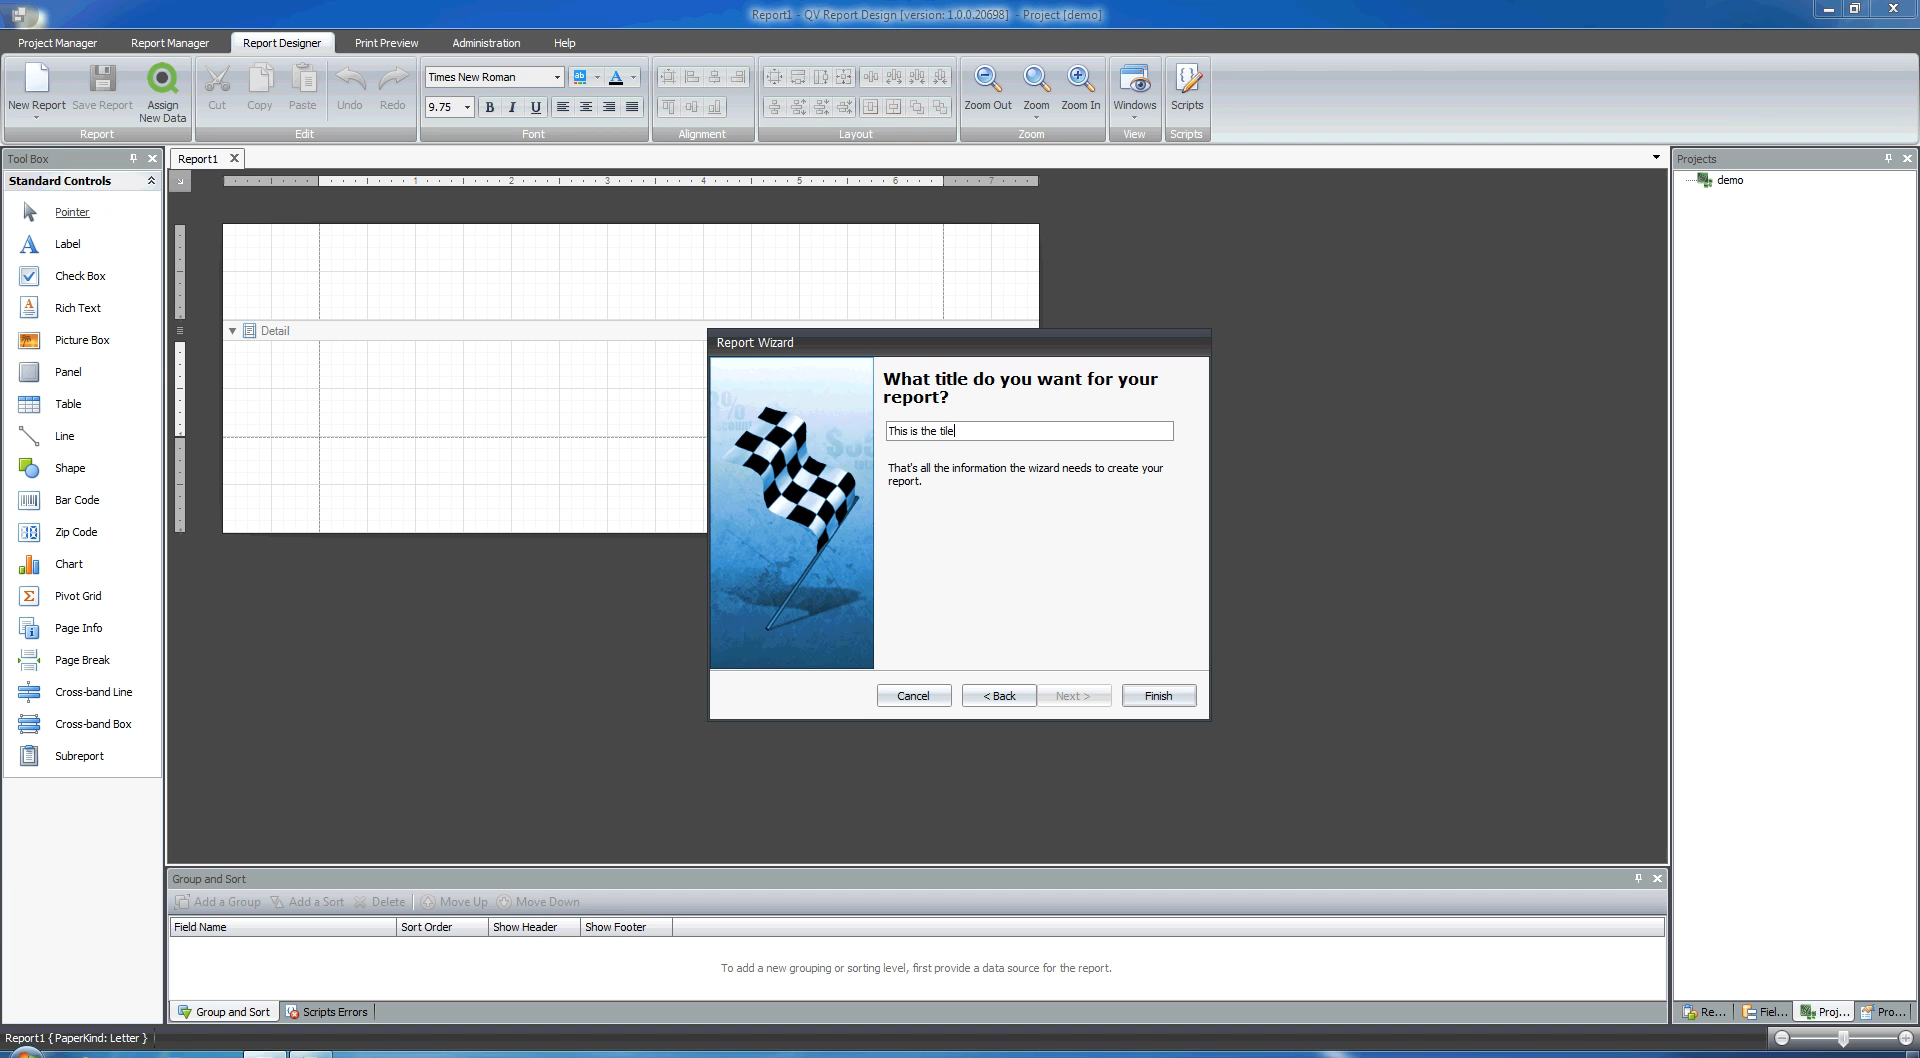 Report1 - QV Report Design [version: 1.0.0.20698] - Project [demo]
Project Manager Report Manager Report Designer Print Preview Administration Help
New Report Save Report Assign New Data
Report
Cut Copy Paste Undo Redo
Edit
Times New Roman
9.75 B I U
Font
Alignment
Layout
Zoom Out Zoom Zoom In
Zoom
Windows
View
Scripts
Scripts
Tool Box
Standard Controls
Pointer
Label
Check Box
Rich Text
Picture Box
Panel
Table
Line
Shape
Bar Code
Zip Code
Chart
Pivot Grid
Page Info
Page Break
Cross-band Line
Cross-band Box
Subreport
Report1
1 2 3 4 5 6 7
Detail
Report Wizard
What title do you want for your
report?
This is the tile
That's all the information the wizard needs to create your
report.
Cancel < Back Next > Finish
Projects
demo
Group and Sort
Add a Group Add a Sort Delete Move Up Move Down
Field Name Sort Order Show Header Show Footer
To add a new grouping or sorting level, first provide a data source for the report.
Group and Sort Scripts Errors
Re... Fiel... Proj... Pro...
Report1 { PaperKind: Letter }